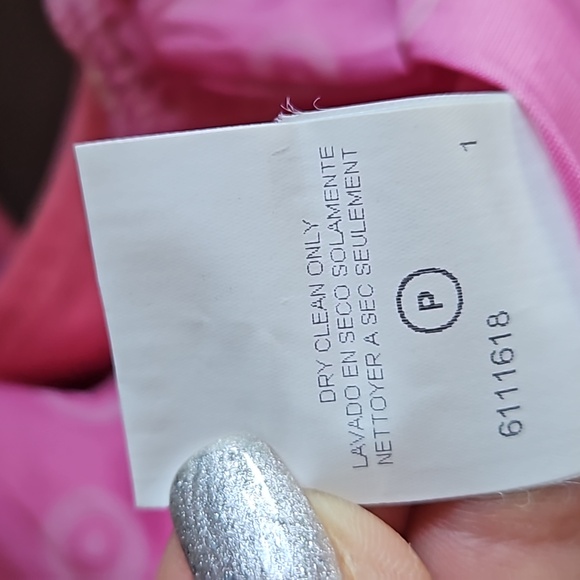 DRY CLEAN ONLY
LAVADO EN SECO SOLAMENTE
NETTOYER A SEC SEULEMENT
P
6111618
1